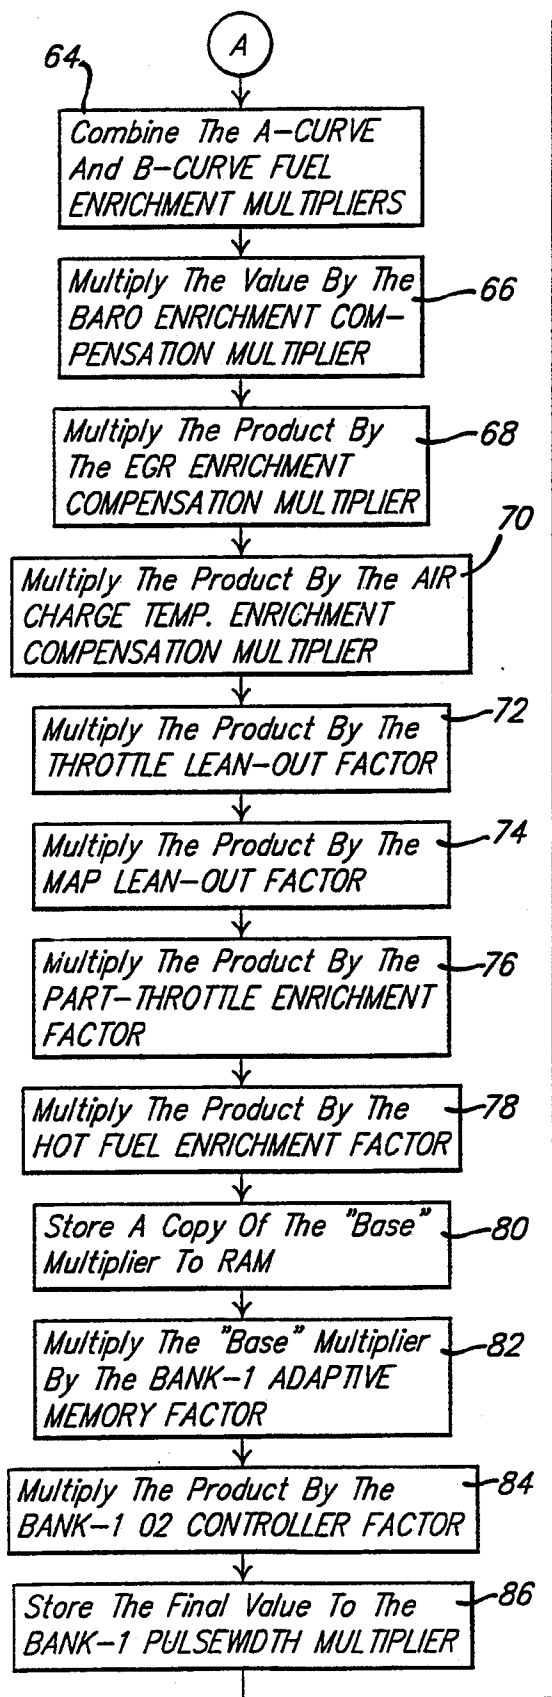 A
64
Combine The A-CURVE
And B-CURVE FUEL
ENRICHMENT MULTIPLIERS
Multiply The Value By The
BARO ENRICHMENT COM-
PENSATION MULTIPLIER
66
Multiply The Product By
The EGR ENRICHMENT
COMPENSATION MULTIPLIER
68
70
Multiply The Product By The AIR
CHARGE TEMP. ENRICHMENT
COMPENSATION MULTIPLIER
Multiply The Product By The
THROTTLE LEAN-OUT FACTOR
72
Multiply The Product By The
MAP LEAN-OUT FACTOR
74
Multiply The Product By The
PART-THROTTLE ENRICHMENT
FACTOR
76
Multiply The Product By The
HOT FUEL ENRICHMENT FACTOR
78
Store A Copy Of The "Base"
Multiplier To RAM
80
Multiply The "Base" Multiplier
By The BANK-1 ADAPTIVE
MEMORY FACTOR
82
Multiply The Product By The
BANK-1 02 CONTROLLER FACTOR
84
Store The Final Value To The
BANK-1 PULSEWIDTH MULTIPLIER
86